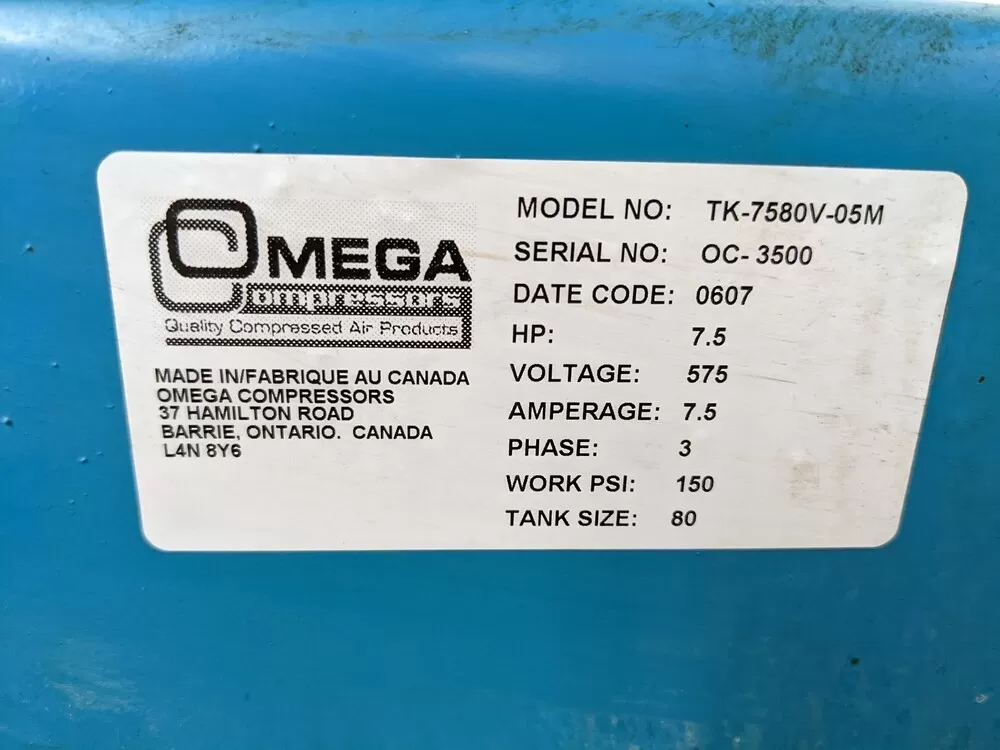 OMEGA
Compressors
Quality Compressed Air Products
MADE IN/FABRIQUE AU CANADA
OMEGA COMPRESSORS
37 HAMILTON ROAD
BARRIE, ONTARIO. CANADA
L4N 8Y6
MODEL NO: TK-7580V-05M
SERIAL NO: OC-3500
DATE CODE: 0607
HP: 7.5
VOLTAGE: 575
AMPERAGE: 7.5
PHASE: 3
WORK PSI: 150
TANK SIZE: 80